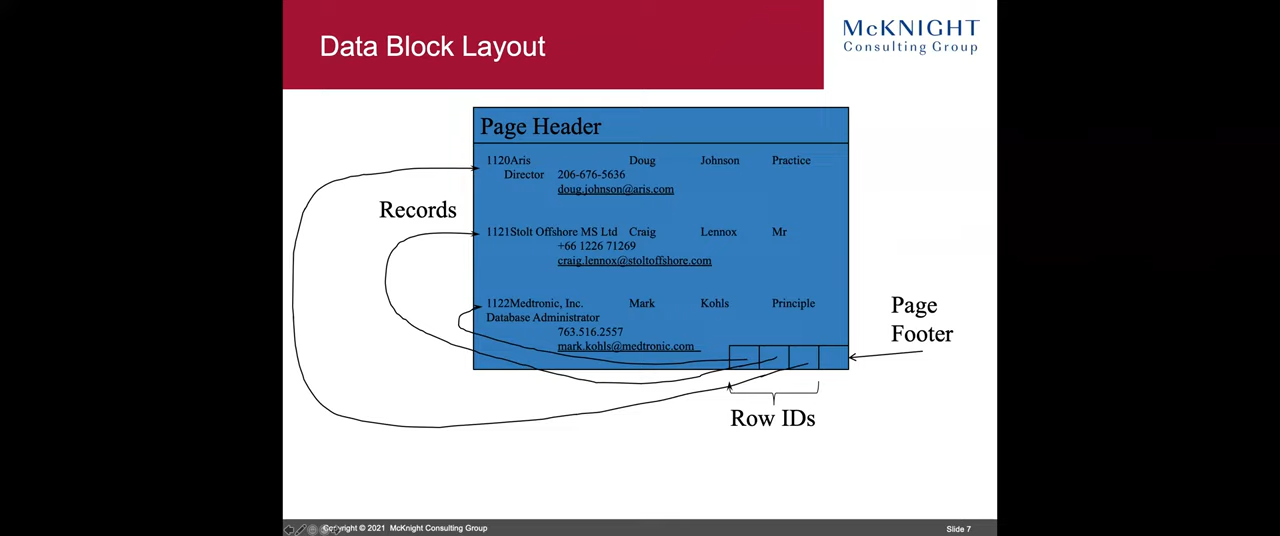 Data Block Layout
McKNIGHT
Consulting Group
Page Header
1120Aris Doug Johnson Practice
Director 206-676-5636
doug.johnson@aris.com
Records
1121Stolt Offshore MS Ltd Craig Lennox Mr
+66 1226 71269
craig.lennox@stoltoffshore.com
1122Medtronic, Inc. Mark Kohls Principle
Database Administrator
763.516.2557
mark.kohls@medtronic.com
Page
Footer
Row IDs
Copyright © 2021 McKnight Consulting Group
Slide 7